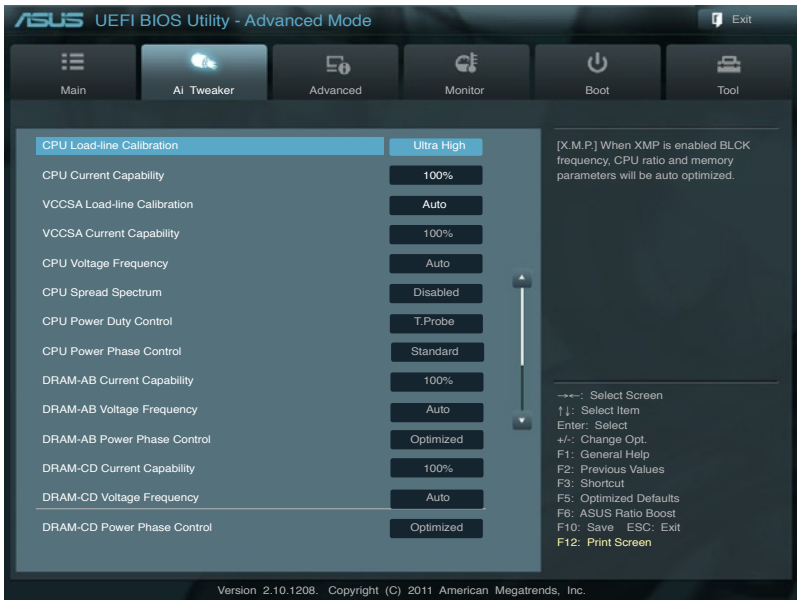 ASUS UEFI BIOS Utility - Advanced Mode
Exit
Main
Ai Tweaker
Advanced
Monitor
Boot
Tool
CPU Load-line Calibration Ultra High
CPU Current Capability 100%
VCCSA Load-line Calibration Auto
VCCSA Current Capability 100%
CPU Voltage Frequency Auto
CPU Spread Spectrum Disabled
CPU Power Duty Control T.Probe
CPU Power Phase Control Standard
DRAM-AB Current Capability 100%
DRAM-AB Voltage Frequency Auto
DRAM-AB Power Phase Control Optimized
DRAM-CD Current Capability 100%
DRAM-CD Voltage Frequency Auto
DRAM-CD Power Phase Control Optimized
[X.M.P.] When XMP is enabled BLCK
frequency, CPU ratio and memory
parameters will be auto optimized.
→←: Select Screen
↑↓: Select Item
Enter: Select
+/-: Change Opt.
F1: General Help
F2: Previous Values
F3: Shortcut
F5: Optimized Defaults
F6: ASUS Ratio Boost
F10: Save ESC: Exit
F12: Print Screen
Version 2.10.1208. Copyright (C) 2011 American Megatrends, Inc.